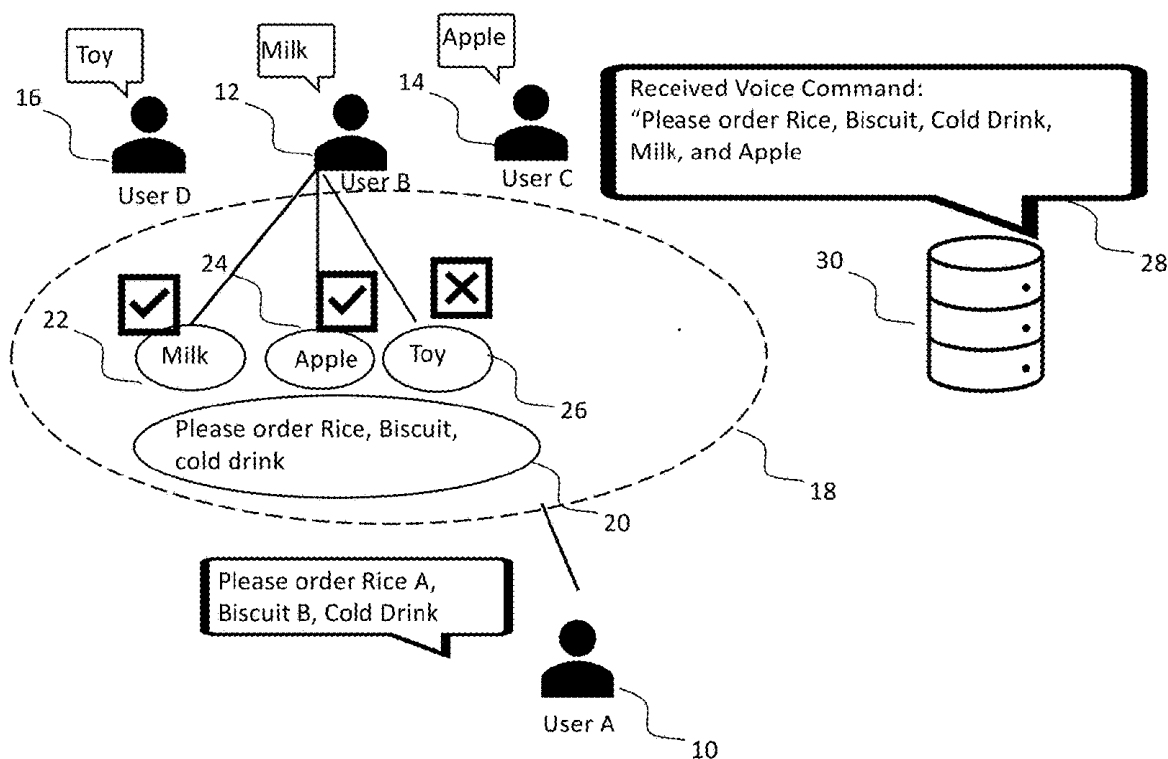 Toy
Milk
Apple
16
12
14
User D
User B
User C
Received Voice Command:
“Please order Rice, Biscuit, Cold Drink,
Milk, and Apple
28
30
24
22
Milk
Apple
Toy
26
Please order Rice, Biscuit,
cold drink
18
20
Please order Rice A,
Biscuit B, Cold Drink
User A
10